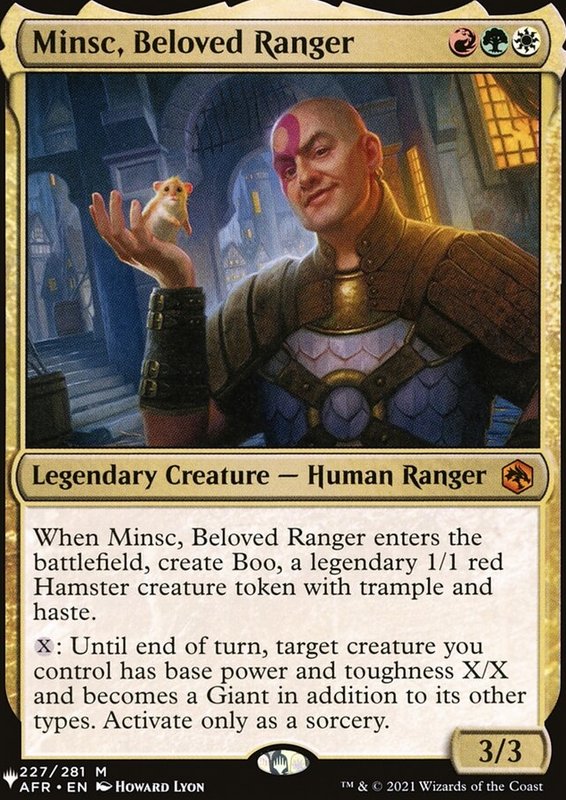 Minsc, Beloved Ranger
Legendary Creature — Human Ranger
When Minsc, Beloved Ranger enters the
battlefield, create Boo, a legendary 1/1 red
Hamster creature token with trample and
haste.
X: Until end of turn, target creature you
control has base power and toughness X/X
and becomes a Giant in addition to its other
types. Activate only as a sorcery.
3/3
227/281 M
AFR • EN Howard Lyon
™ & © 2021 Wizards of the Coast